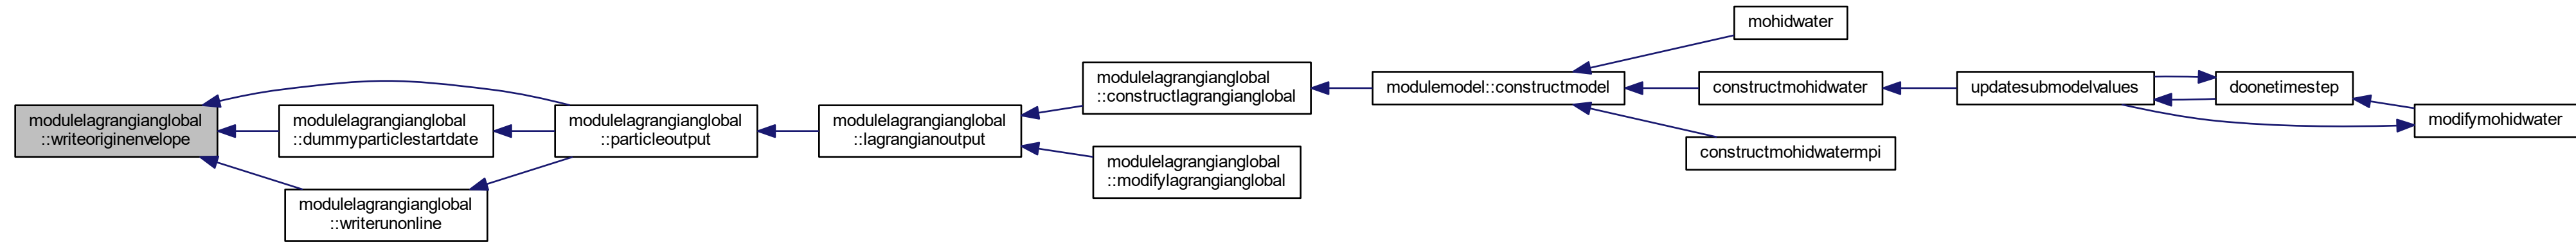 modulelagrangianglobal
::writeoriginenvelope
modulelagrangianglobal
::dummyparticlestartdate
modulelagrangianglobal
::writerunonline
modulelagrangianglobal
::particleoutput
modulelagrangianglobal
::lagrangianoutput
modulelagrangianglobal
::constructlagrangianglobal
modulelagrangianglobal
::modifylagrangianglobal
modulemodel::constructmodel
mohidwater
constructmohidwater
constructmohidwatermpi
updatesubmodelvalues
doonetimestep
modifymohidwater